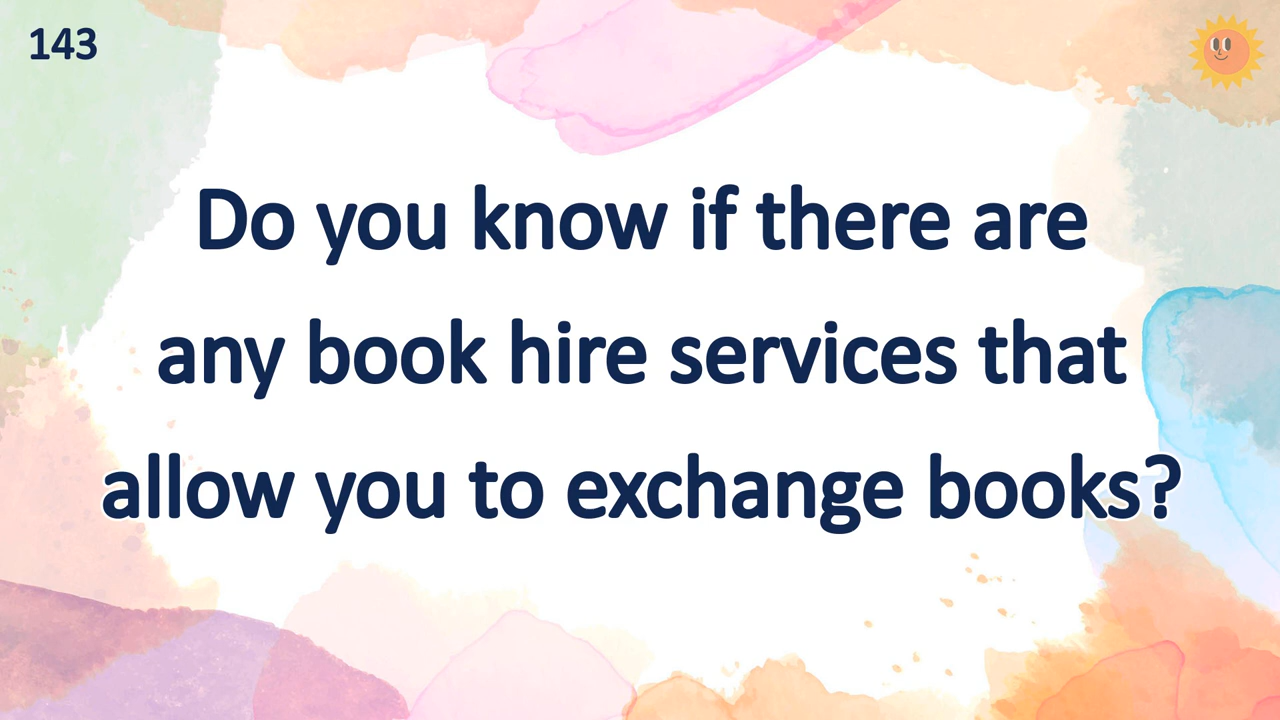 143
Do you know if there are
any book hire services that
allow you to exchange books?